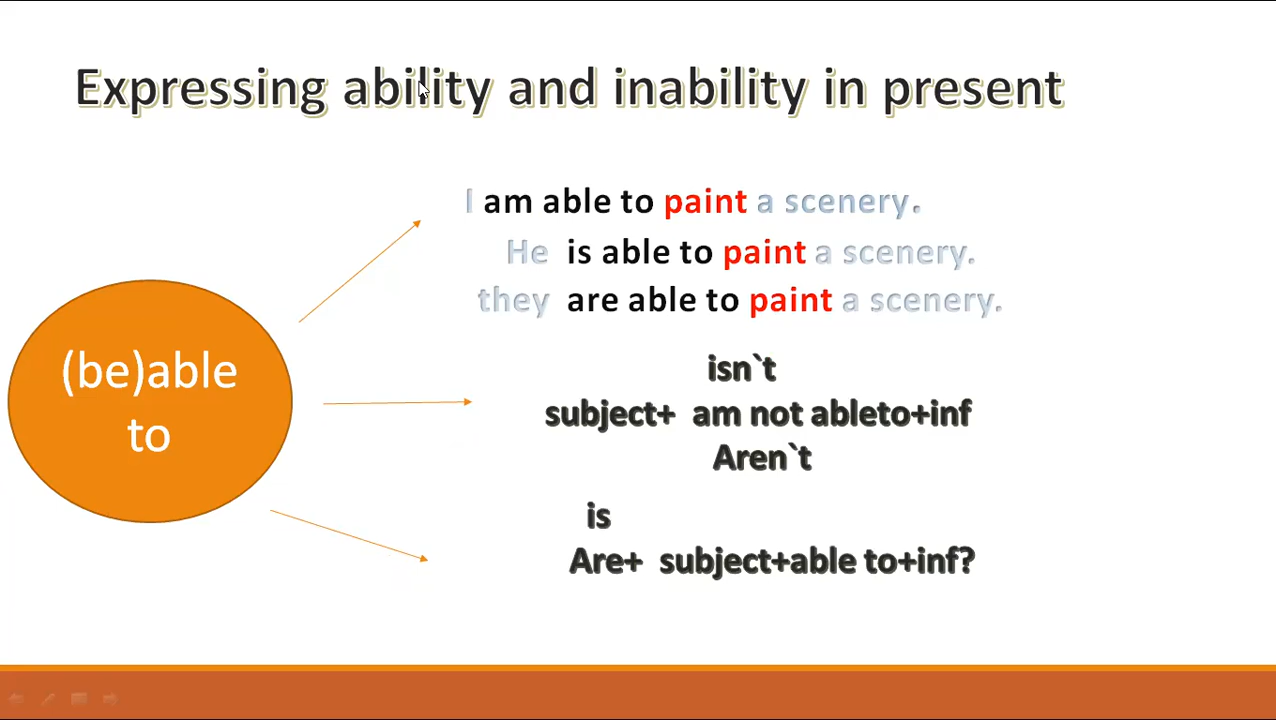 Expressing ability and inability in present
I am able to paint a scenery.
He is able to paint a scenery.
they are able to paint a scenery.
(be)able
to
isn`t
subject+ am not ableto+inf
Aren`t
is
Are+ subject+able to+inf?